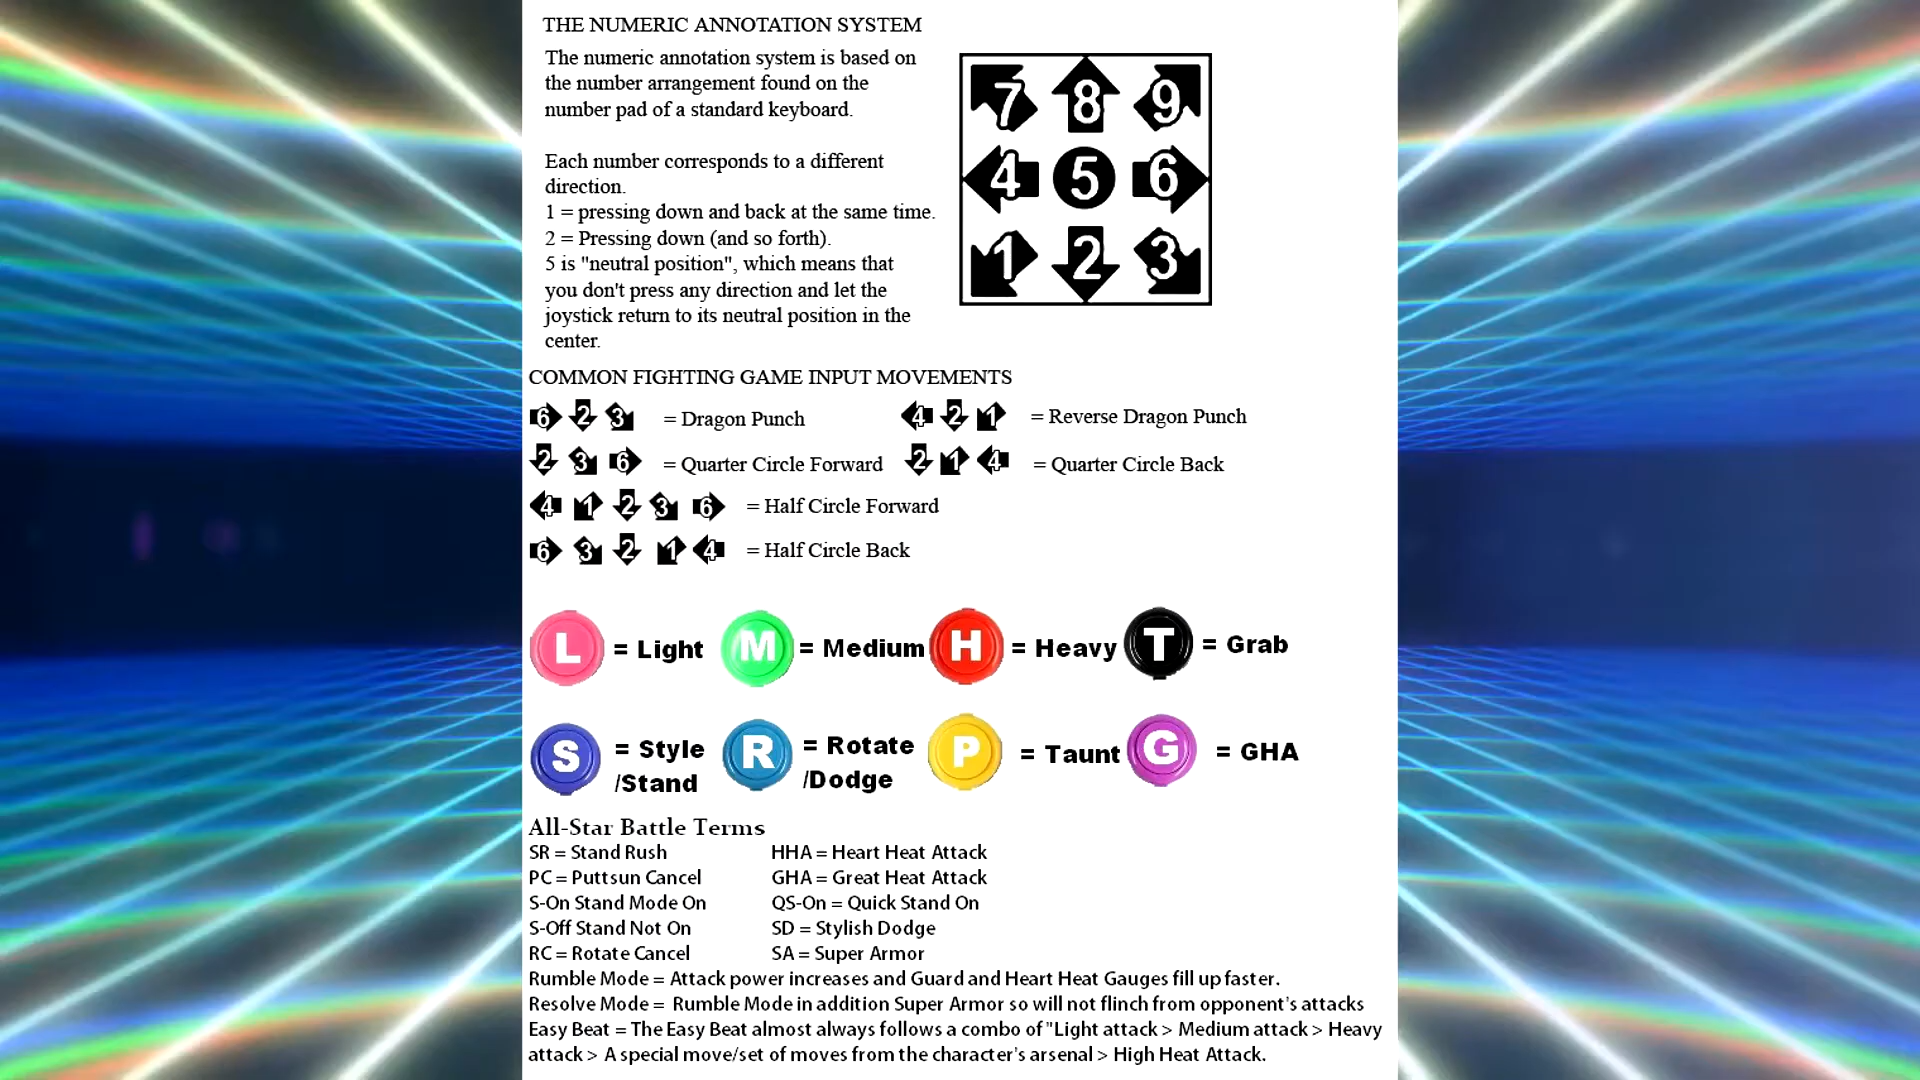 THE NUMERIC ANNOTATION SYSTEM
The numeric annotation system is based on
the number arrangement found on the
number pad of a standard keyboard.
Each number corresponds to a different
direction.
1 = pressing down and back at the same time.
2 = Pressing down (and so forth).
5 is "neutral position", which means that
you don't press any direction and let the
joystick return to its neutral position in the
center.
7 8 9
4 5 6
1 2 3
COMMON FIGHTING GAME INPUT MOVEMENTS
6 2 3 = Dragon Punch
4 2 1 = Reverse Dragon Punch
2 3 6 = Quarter Circle Forward
2 1 4 = Quarter Circle Back
4 1 2 3 6 = Half Circle Forward
6 3 2 1 4 = Half Circle Back
L = Light
M = Medium
H = Heavy
T = Grab
S = Style
/Stand
R = Rotate
/Dodge
P = Taunt
G = GHA
All-Star Battle Terms
SR = Stand Rush
PC = Puttsun Cancel
S-On Stand Mode On
S-Off Stand Not On
RC = Rotate Cancel
HHA = Heart Heat Attack
GHA = Great Heat Attack
QS-On = Quick Stand On
SD = Stylish Dodge
SA = Super Armor
Rumble Mode = Attack power increases and Guard and Heart Heat Gauges fill up faster.
Resolve Mode = Rumble Mode in addition Super Armor so will not flinch from opponent's attacks
Easy Beat = The Easy Beat almost always follows a combo of "Light attack > Medium attack > Heavy
attack > A special move/set of moves from the character's arsenal > High Heat Attack.